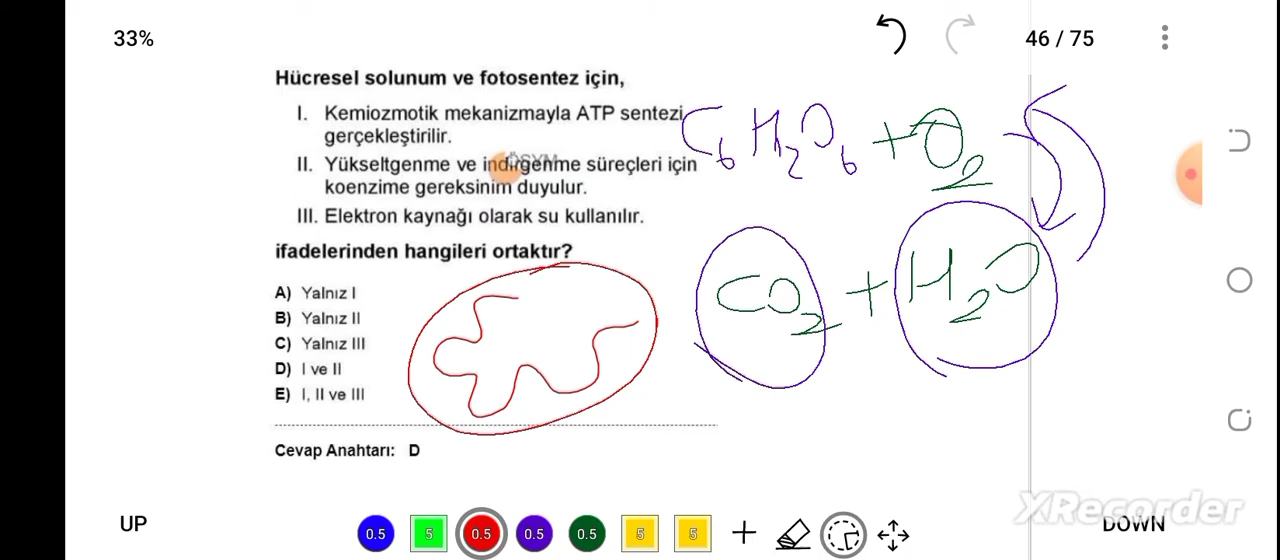 33%
46 / 75
Hücresel solunum ve fotosentez için,
I. Kemiozmotik mekanizmayla ATP sentezi
gerçekleştirilir.
II. Yükseltgenme ve indirgenme süreçleri için
koenzime gereksinim duyulur.
III. Elektron kaynağı olarak su kullanılır.
ifadelerinden hangileri ortaktır?
A) Yalnız I
B) Yalnız II
C) Yalnız III
D) I ve II
E) I, II ve III
Cevap Anahtarı: D
C6H2O6 + O2
CO2 + H2O
ÖSYM
UP
0.5 5 0.5 0.5 0.5 5 5
XRecorder
DOWN